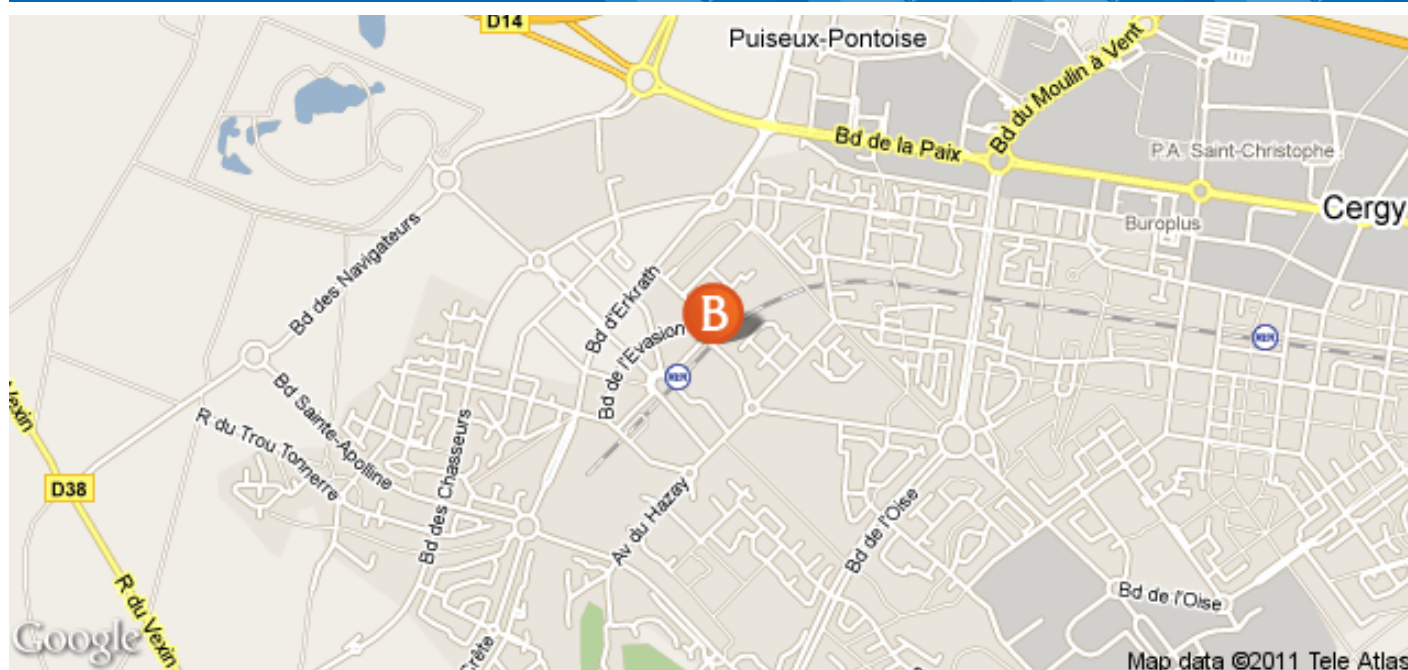 D14
Puiseux-Pontoise
Bd du Moulin à Vent
Bd de la Paix
P.A. Saint-Christophe
Cergy
Buroplus
Bd des Navigateurs
Bd d'Erkrath
B
Bd de l'Evasion
RER
RER
Bd Sainte-Apolline
R du Trou Tonnerre
Vexin
D38
Bd des Chasseurs
Av du Hazay
Bd de l'Oise
Bd de l'Oise
R du Vexin
Google
Crête
Map data ©2011 Tele Atlas